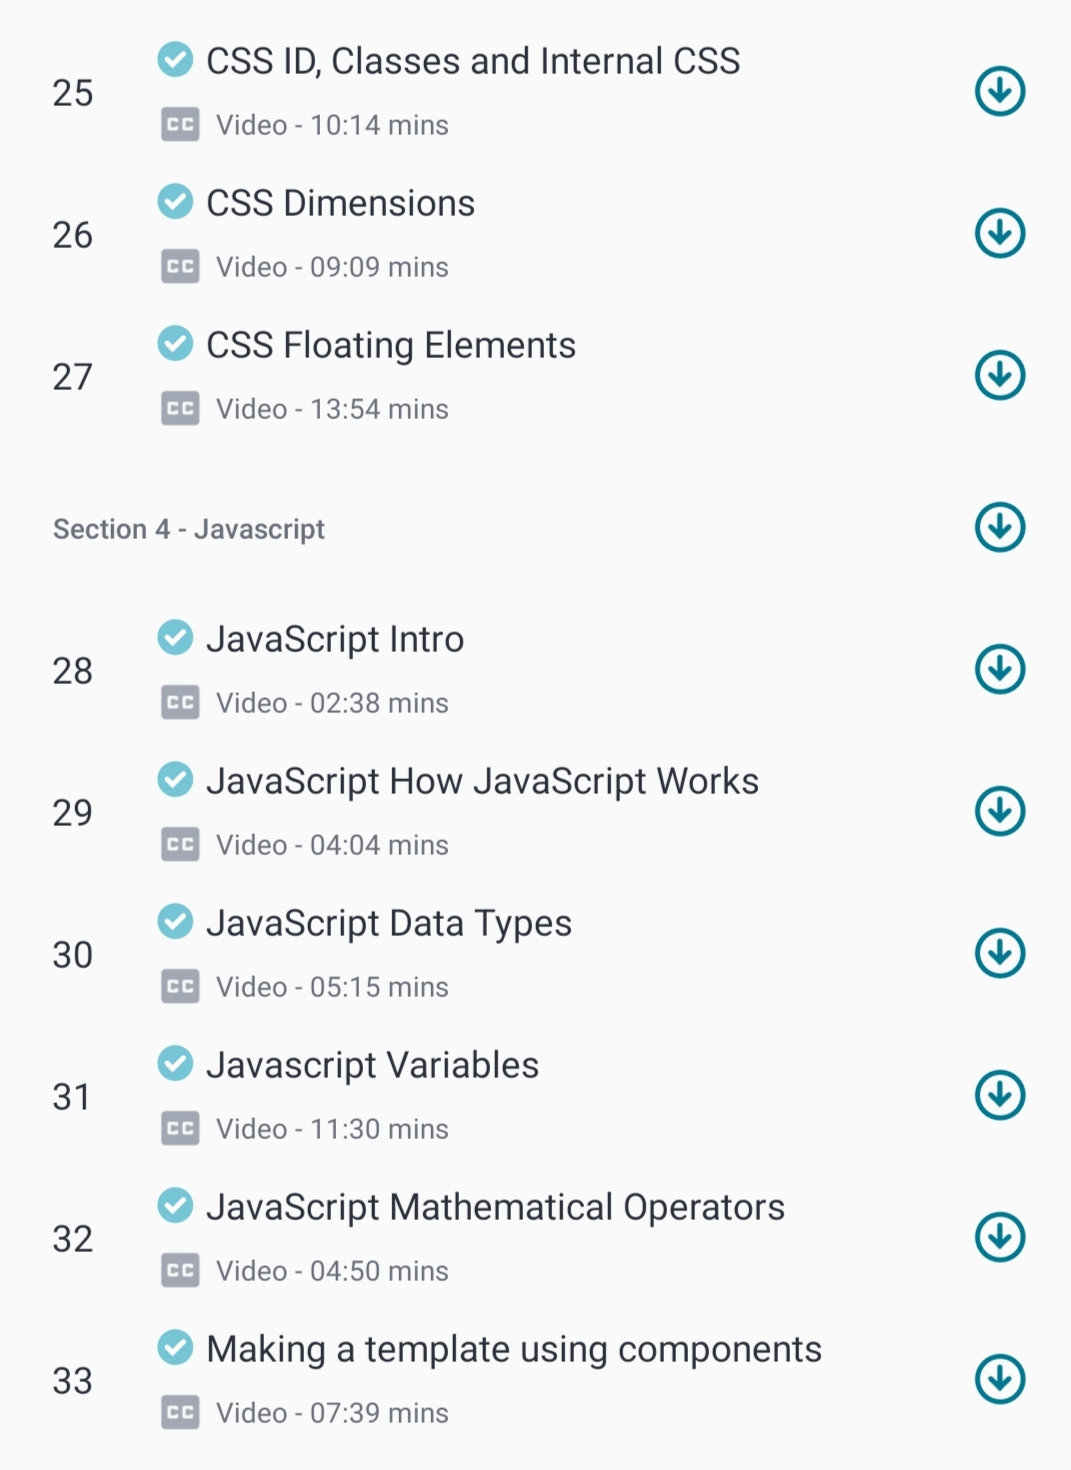 25
CSS ID, Classes and Internal CSS
CC Video - 10:14 mins
26
CSS Dimensions
CC Video - 09:09 mins
27
CSS Floating Elements
CC Video - 13:54 mins
Section 4 - Javascript
28
JavaScript Intro
CC Video - 02:38 mins
29
JavaScript How JavaScript Works
CC Video - 04:04 mins
30
JavaScript Data Types
CC Video - 05:15 mins
31
Javascript Variables
CC Video - 11:30 mins
32
JavaScript Mathematical Operators
CC Video - 04:50 mins
33
Making a template using components
CC Video - 07:39 mins